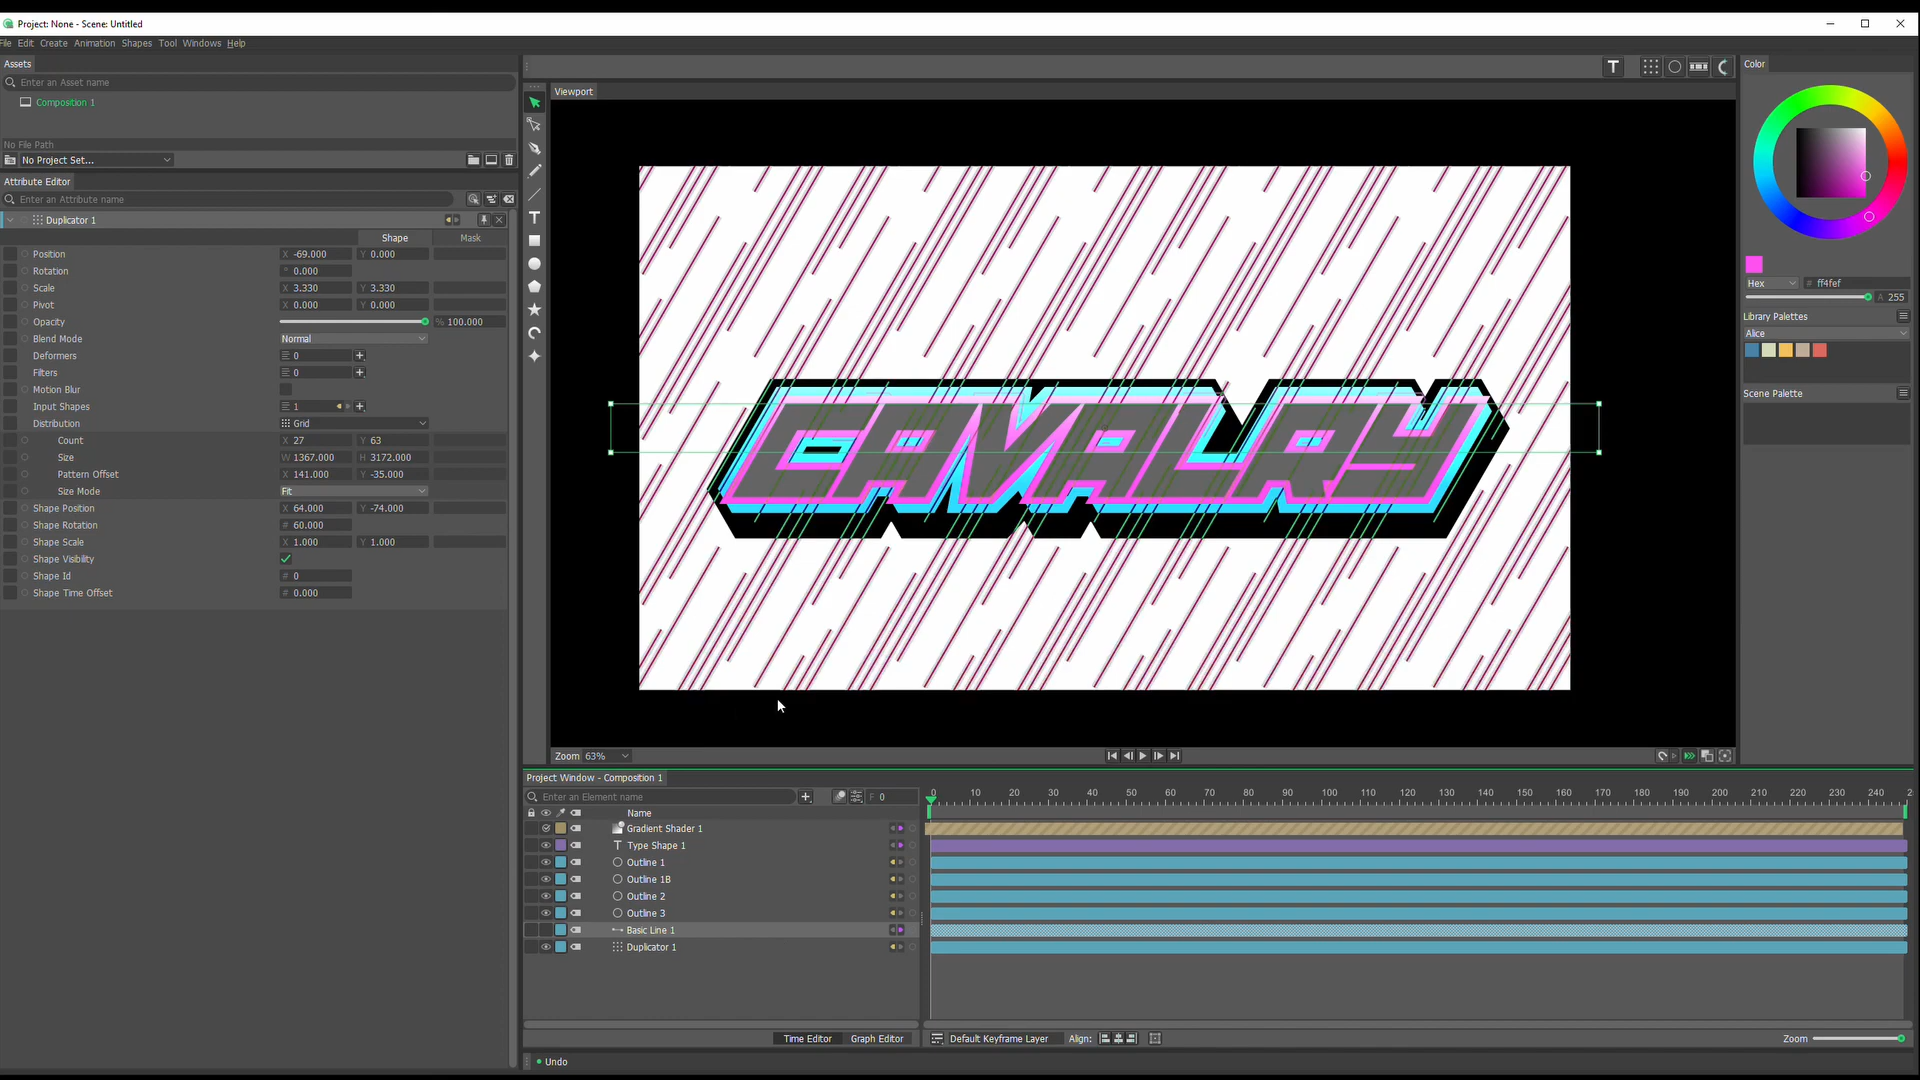 Project: None - Scene: Untitled
File Edit Create Animation Shapes Tool Windows Help
Assets
Enter an Asset name
Composition 1
No File Path
No Project Set...
Attribute Editor
Enter an Attribute name
Duplicator 1
Shape Mask
Position X -69.000 Y 0.000
Rotation ° 0.000
Scale X 3.330 Y 3.330
Pivot X 0.000 Y 0.000
Opacity % 100.000
Blend Mode Normal
Deformers 0
Filters 0
Motion Blur
Input Shapes 1
Distribution Grid
Count X 27 Y 63
Size W 1367.000 H 3172.000
Pattern Offset X 141.000 Y -35.000
Size Mode Fit
Shape Position X 64.000 Y -74.000
Shape Rotation # 60.000
Shape Scale X 1.000 Y 1.000
Shape Visibility
Shape Id # 0
Shape Time Offset # 0.000
Viewport
CAVALRY
Zoom 63%
Color
Hex # ff4fef
A 255
Library Palettes
Alice
Scene Palette
Project Window - Composition 1
Enter an Element name F 0
0 10 20 30 40 50 60 70 80 90 100 110 120 130 140 150 160 170 180 190 200 210 220 230 240 2
Name
Gradient Shader 1
Type Shape 1
Outline 1
Outline 1B
Outline 2
Outline 3
Basic Line 1
Duplicator 1
Time Editor Graph Editor Default Keyframe Layer Align: Zoom
Undo